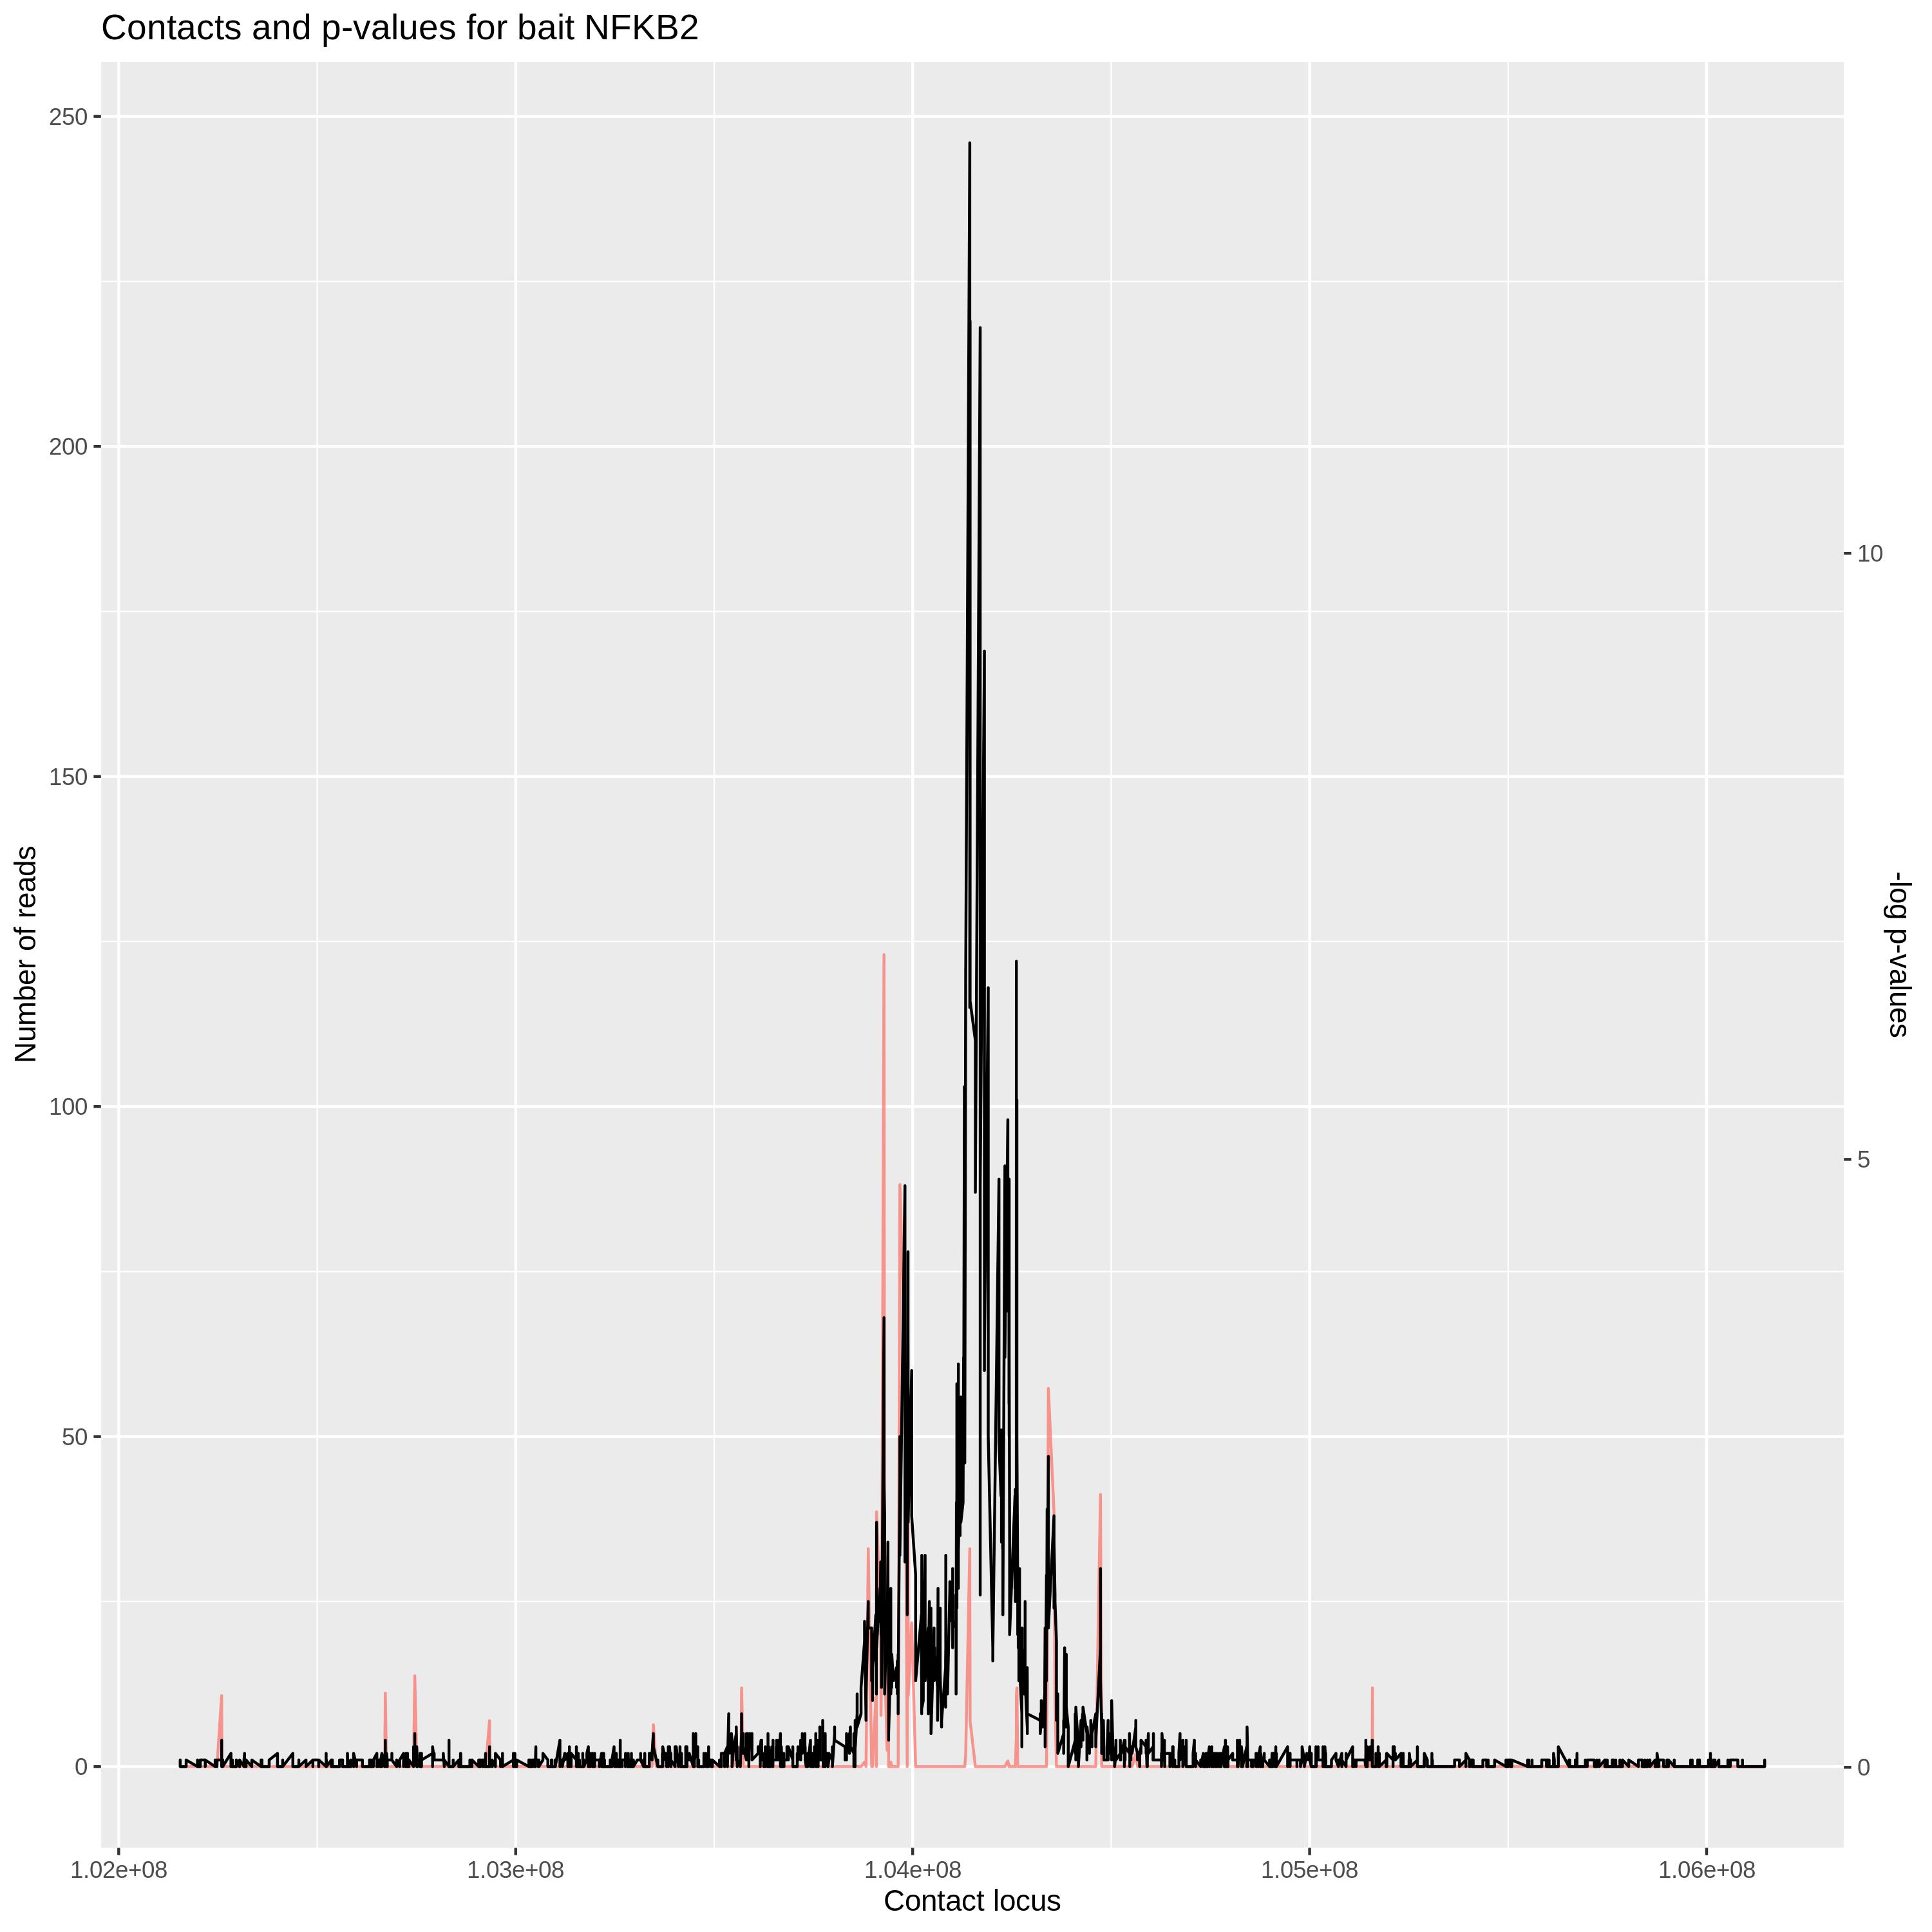 Contacts and p-values for bait NFKB2
Number of reads
250
200
150
100
50
0
10
5
0
-log p-values
1.02e+08 1.03e+08 1.04e+08 1.05e+08 1.06e+08
Contact locus